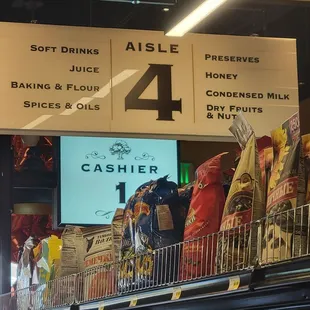 AISLE
4
SOFT DRINKS
JUICE
BAKING & FLOUR
SPICES & OILS
PRESERVES
HONEY
CONDENSED MILK
DRY FRUITS
& NUTS
CASHIER
1